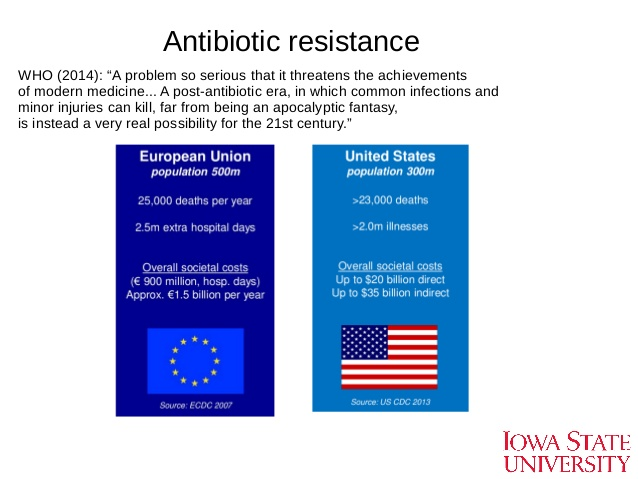 Antibiotic resistance
WHO (2014): “A problem so serious that it threatens the achievements
of modern medicine... A post-antibiotic era, in which common infections and
minor injuries can kill, far from being an apocalyptic fantasy,
is instead a very real possibility for the 21st century.”
European Union
population 500m
25,000 deaths per year
2.5m extra hospital days
Overall societal costs
(€ 900 million, hosp. days)
Approx. €1.5 billion per year
Source: ECDC 2007
United States
population 300m
>23,000 deaths
>2.0m illnesses
Overall societal costs
Up to $20 billion direct
Up to $35 billion indirect
Source: US CDC 2013
IOWA STATE
UNIVERSITY